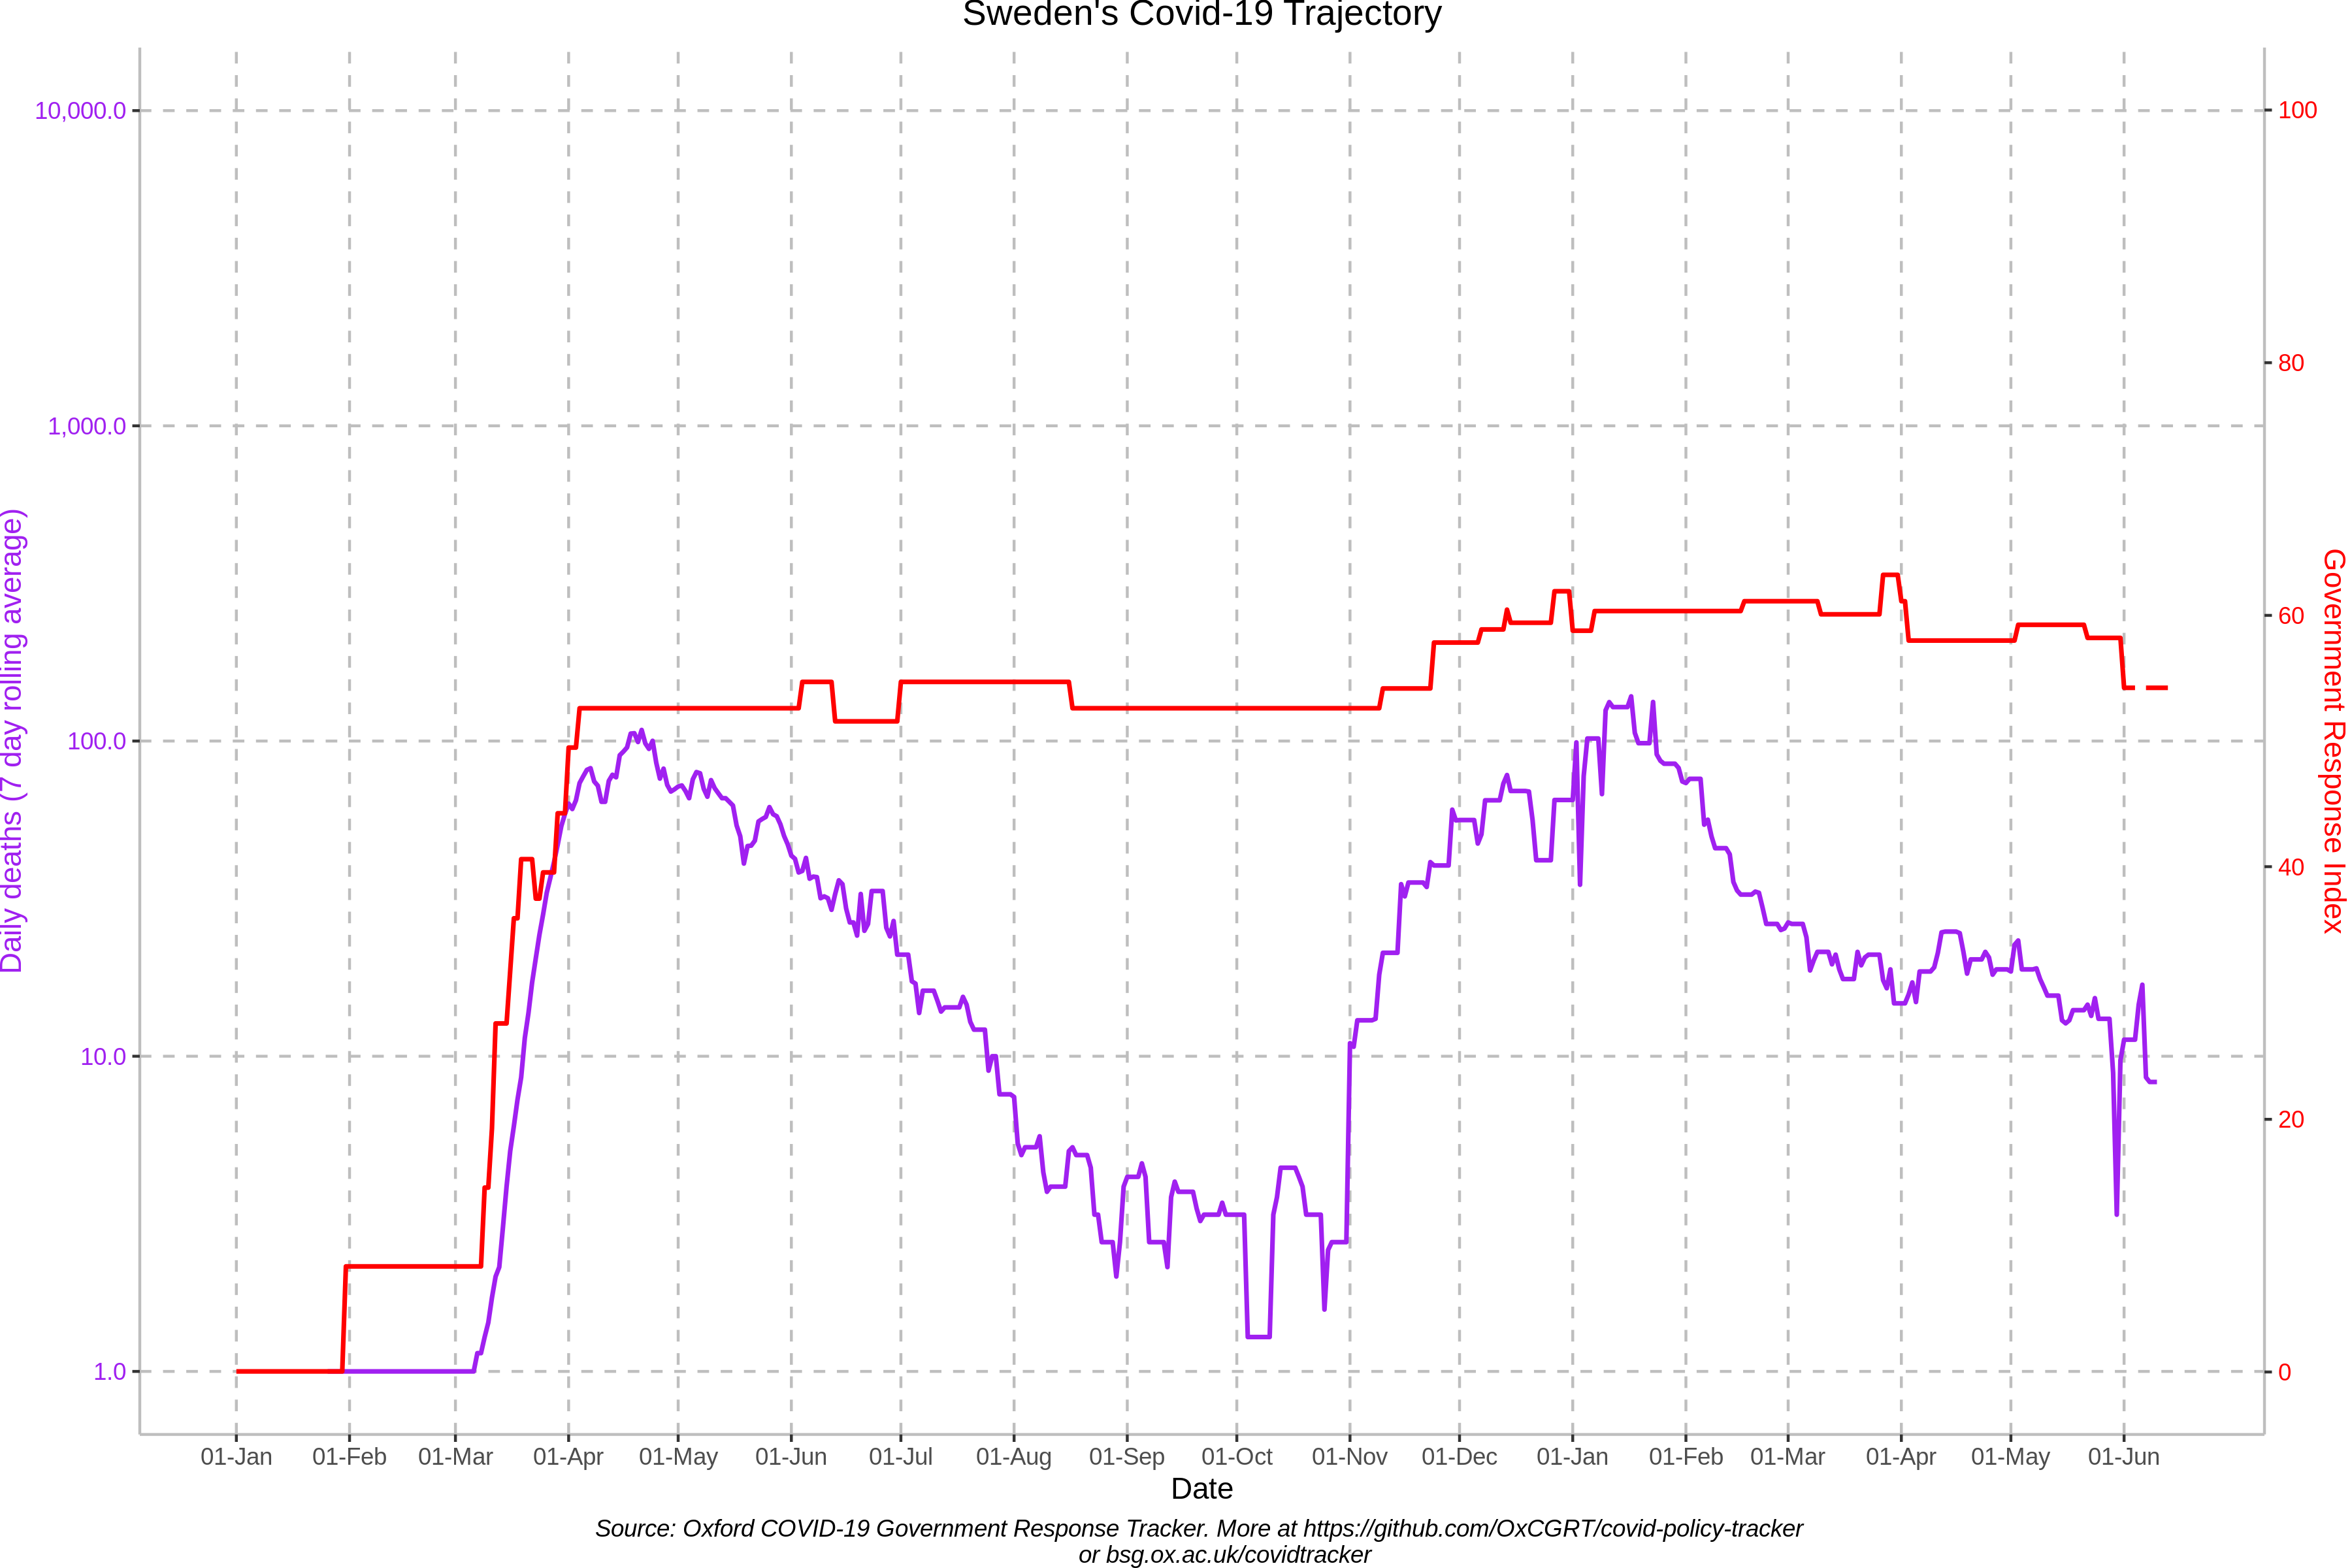 Sweden's Covid-19 Trajectory
10,000.0
1,000.0
100.0
10.0
1.0
Daily deaths (7 day rolling average)
100
80
60
40
20
0
Government Response Index
01-Jan 01-Feb 01-Mar 01-Apr 01-May 01-Jun 01-Jul 01-Aug 01-Sep 01-Oct 01-Nov 01-Dec 01-Jan 01-Feb 01-Mar 01-Apr 01-May 01-Jun
Date
Source: Oxford COVID-19 Government Response Tracker. More at https://github.com/OxCGRT/covid-policy-tracker
or bsg.ox.ac.uk/covidtracker